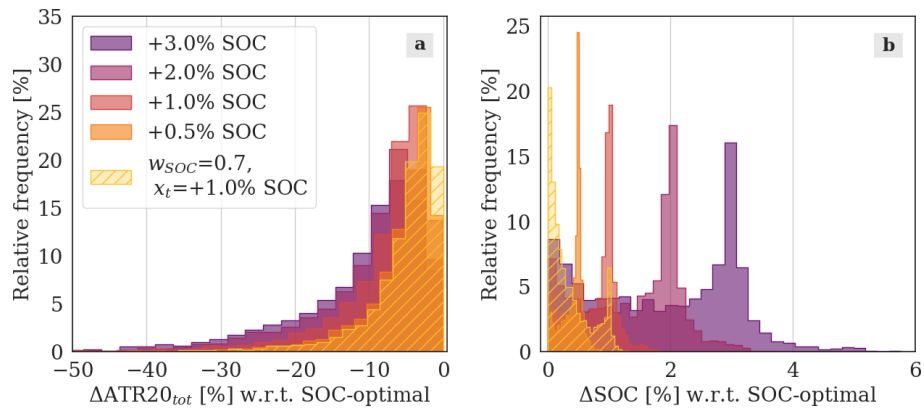 35
30
25
20
15
10
5
0
Relative frequency [%]
a
+3.0% SOC
+2.0% SOC
+1.0% SOC
+0.5% SOC
w_SOC=0.7,
x_t=+1.0% SOC
−50
−40
−30
−20
−10
0
ΔATR20_tot [%] w.r.t. SOC-optimal
25
20
15
10
5
0
Relative frequency [%]
b
0
2
4
6
ΔSOC [%] w.r.t. SOC-optimal